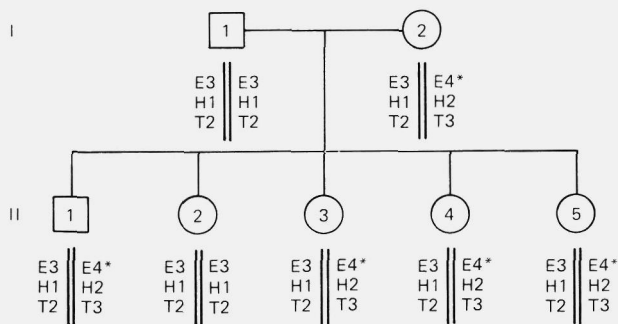 I 1 2
E3 E3 E3 E4*
H1 H1 H1 H2
T2 T2 T2 T3
II 1 2 3 4 5
E3 E4* E3 E3 E3 E4* E3 E4* E3 E4*
H1 H2 H1 H1 H1 H2 H1 H2 H1 H2
T2 T3 T2 T2 T2 T3 T2 T3 T2 T3